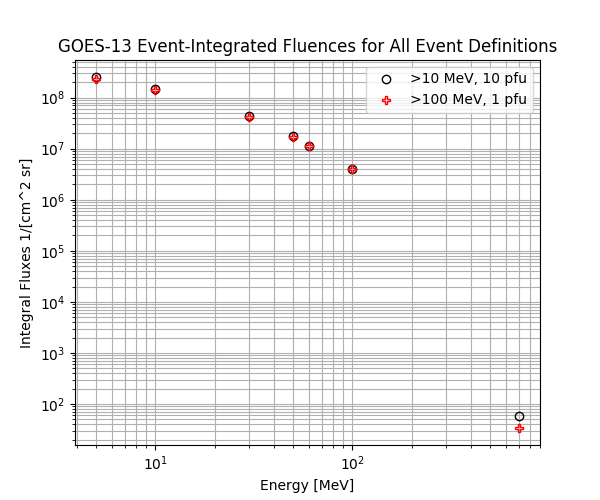 GOES-13 Event-Integrated Fluences for All Event Definitions
>10 MeV, 10 pfu
>100 MeV, 1 pfu
Integral Fluxes 1/[cm^2 sr]
10^8
10^7
10^6
10^5
10^4
10^3
10^2
10^1
10^2
Energy [MeV]